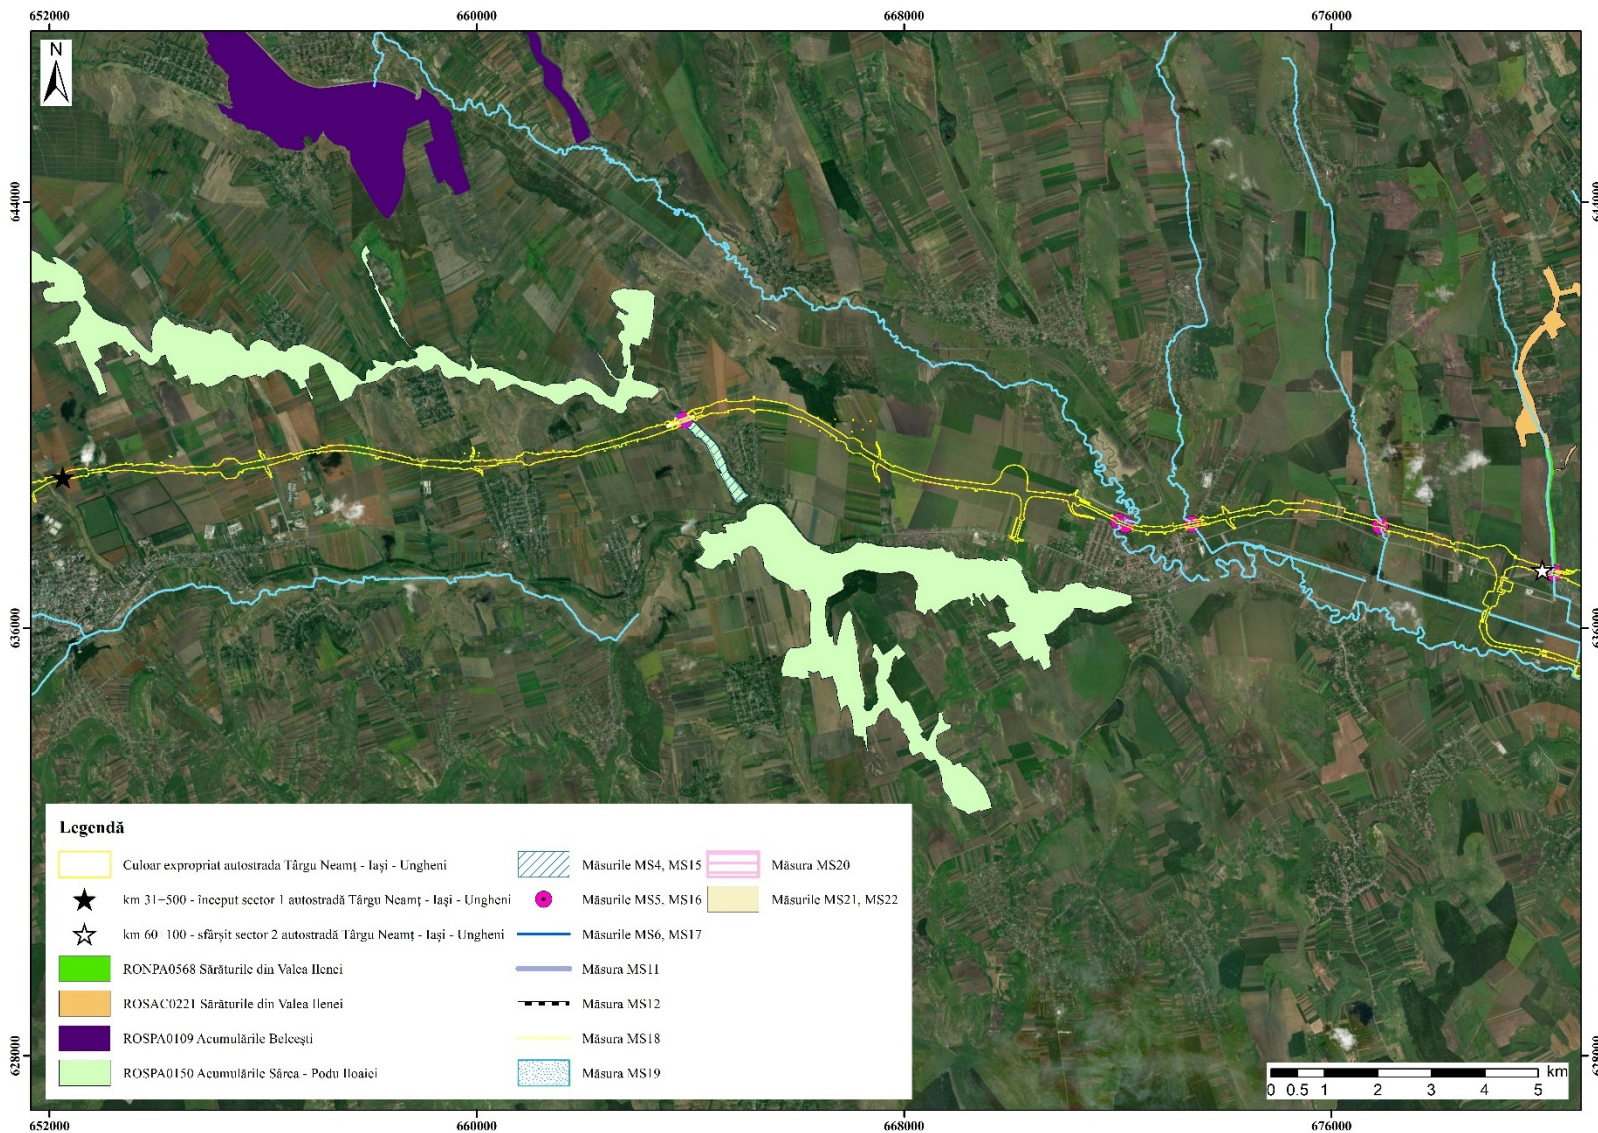 652000
660000
668000
676000
N
644000
644000
636000
636000
628000
628000
Legendă
Culoar expropriat autostrada Târgu Neamț - Iași - Ungheni
km 31+500 - început sector 1 autostradă Târgu Neamț - Iași - Ungheni
km 60+100 - sfârșit sector 2 autostradă Târgu Neamț - Iași - Ungheni
RONPA0568 Sărăturile din Valea Ilenei
ROSAC0221 Sărăturile din Valea Ilenei
ROSPA0109 Acumulările Belcești
ROSPA0150 Acumulările Sârca - Podu Iloaiei
Măsurile MS4, MS15
Măsurile MS5, MS16
Măsurile MS6, MS17
Măsura MS11
Măsura MS12
Măsura MS18
Măsura MS19
Măsura MS20
Măsurile MS21, MS22
km
0 0.5 1 2 3 4 5
652000
660000
668000
676000